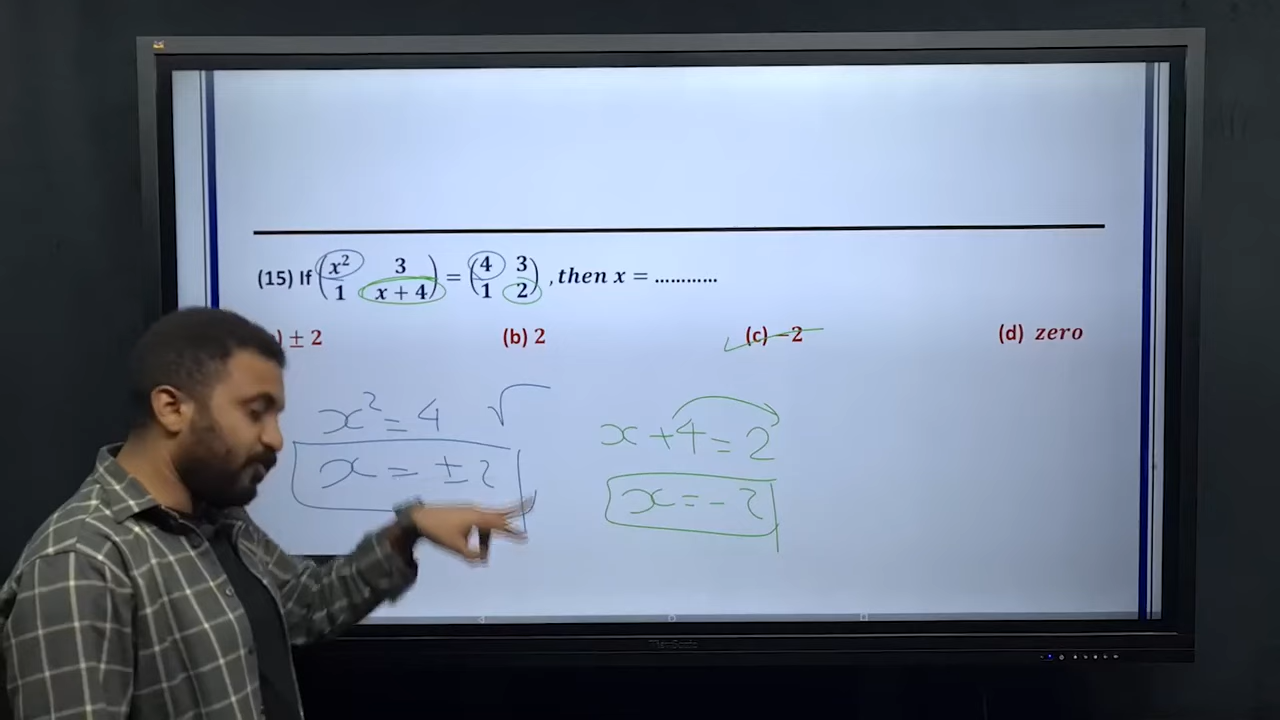 (15) If (x² 3 1 x + 4) = (4 3 1 2), then x = ............
) ± 2 (b) 2 (c) −2 (d) zero
x² = 4 √
x = ±2
x + 4 = 2
x = -2
ViewSonic